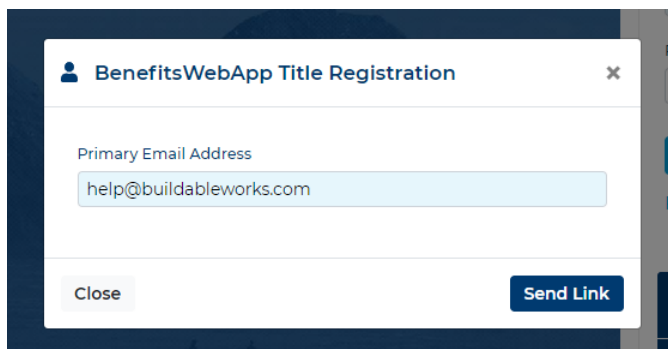 BenefitsWebApp Title Registration ×
Primary Email Address
help@buildableworks.com
Close Send Link